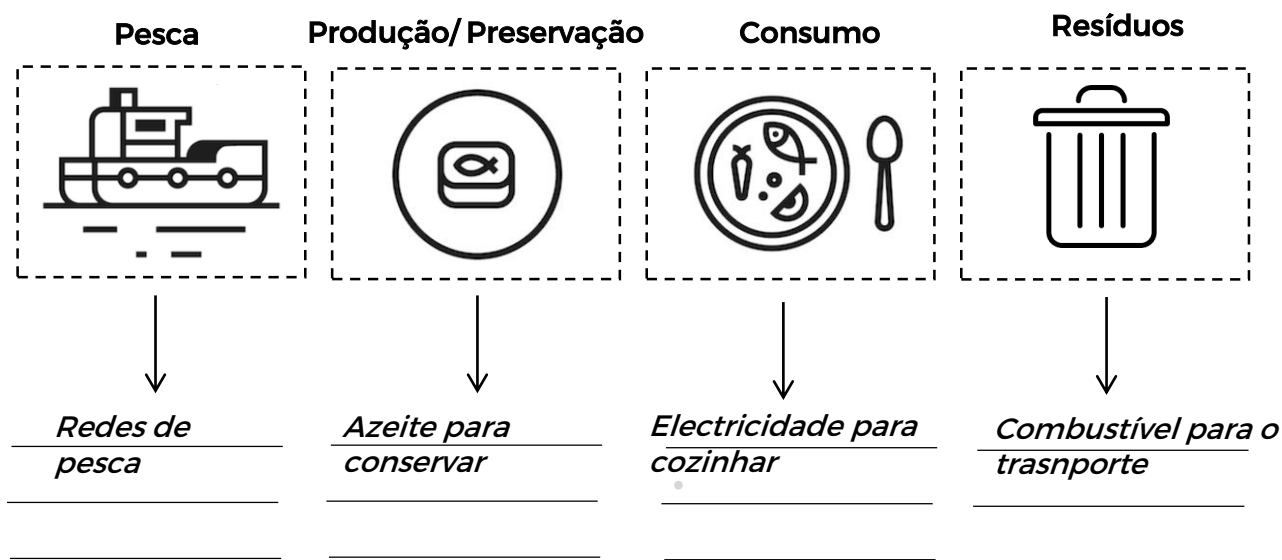 Pesca
Produção/ Preservação
Consumo
Resíduos
Redes de
pesca
Azeite para
conservar
Electricidade para
cozinhar
Combustível para o
trasnporte